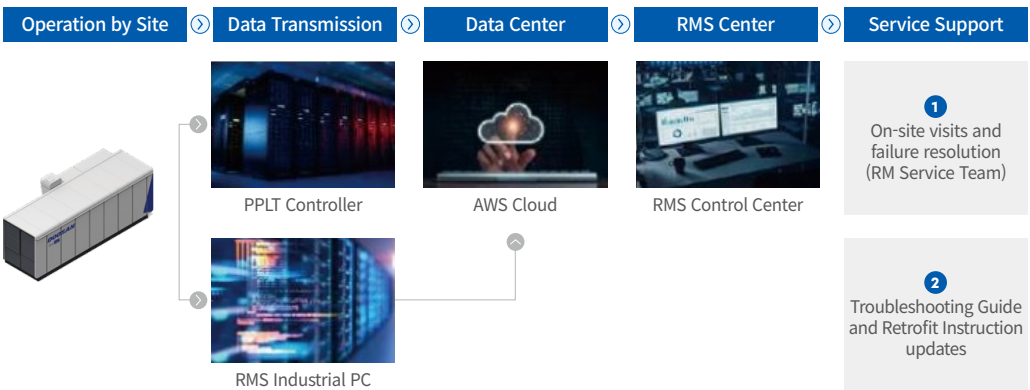 Operation by Site
Data Transmission
Data Center
RMS Center
Service Support
DOOSAN
PPLT Controller
AWS Cloud
RMS Control Center
1
On-site visits and
failure resolution
(RM Service Team)
RMS Industrial PC
2
Troubleshooting Guide
and Retrofit Instruction
updates